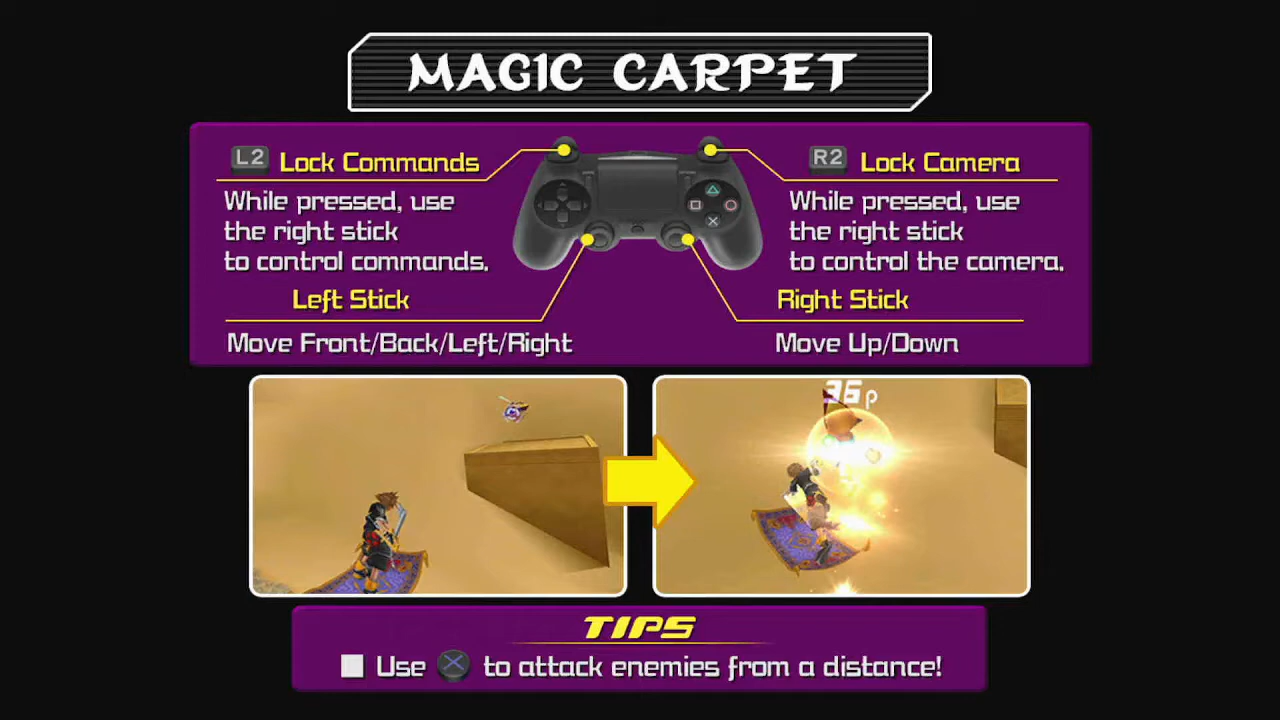 MAGIC CARPET
L2 Lock Commands
While pressed, use
the right stick
to control commands.
Left Stick
Move Front/Back/Left/Right
R2 Lock Camera
While pressed, use
the right stick
to control the camera.
Right Stick
Move Up/Down
36p
TIPS
Use to attack enemies from a distance!